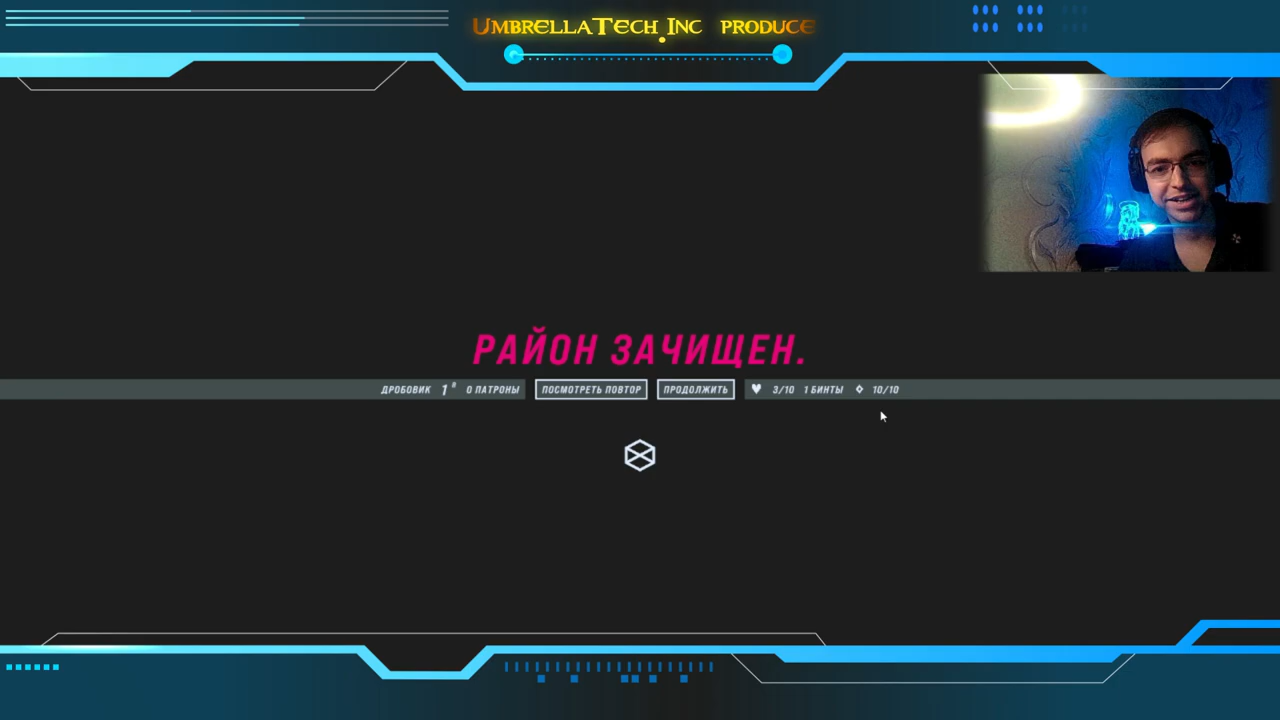 UmbrellaTech.Inc produce
РАЙОН ЗАЧИЩЕН.
ДРОБОВИК 1 R 0 ПАТРОНЫ ПОСМОТРЕТЬ ПОВТОР ПРОДОЛЖИТЬ 3/10 1 БИНТЫ 10/10